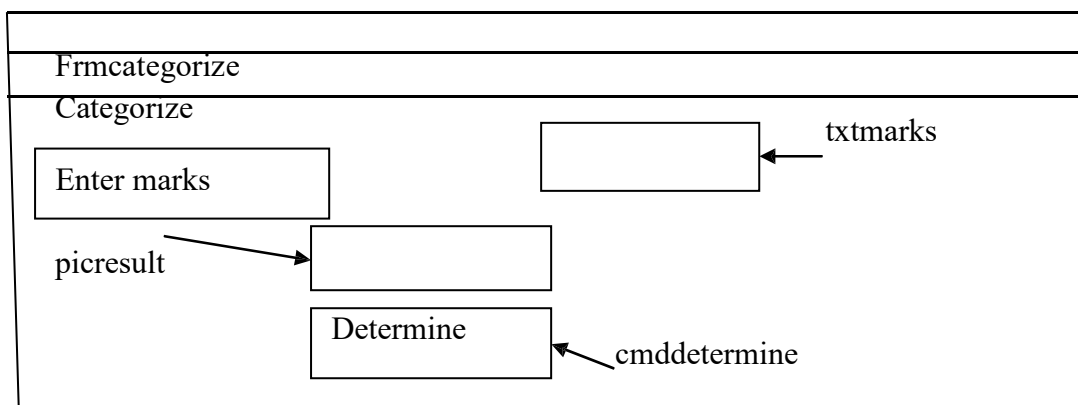 Frmcategorize
Categorize
txtmarks
Enter marks
picresult
Determine
cmddetermine